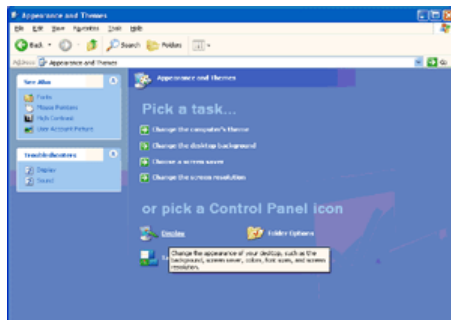 Appearance and Themes
File Edit View Favorites Tools Help
Back Search Folders
Address Appearance and Themes Go
See Also
Fonts
Mouse Pointers
High Contrast
User Account Picture
Troubleshooters
Display
Sound
Appearance and Themes
Pick a task...
Change the computer's theme
Change the desktop background
Choose a screen saver
Change the screen resolution
or pick a Control Panel icon
Display Folder Options
Change the appearance of your desktop, such as the
background, screen saver, colors, font sizes, and screen
resolution.